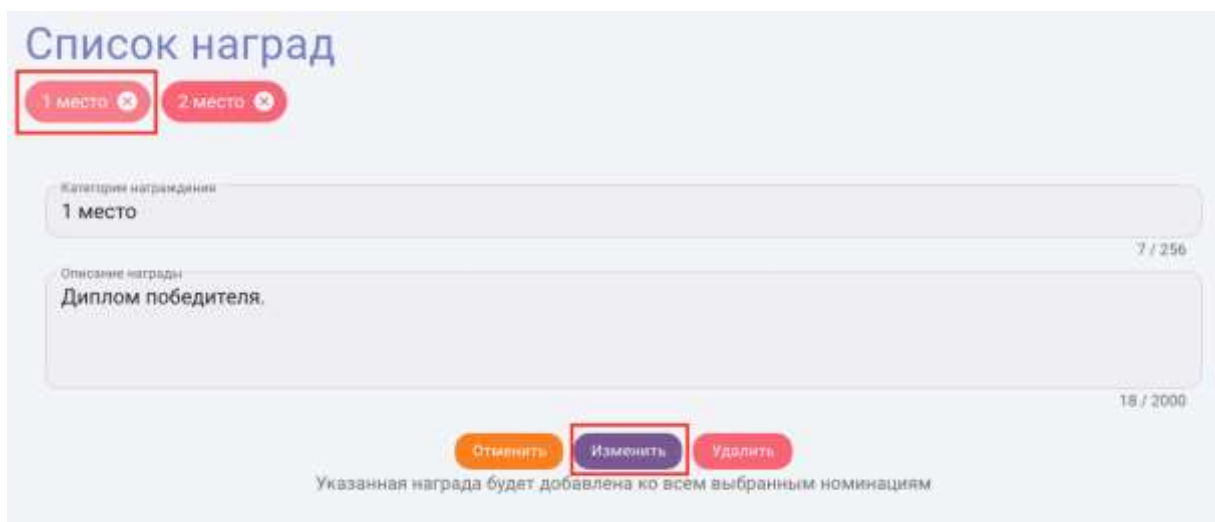 Список наград
1 место 2 место
Категория награждения
1 место
7 / 256
Описание награды
Диплом победителя.
18 / 2000
Отменить Изменить Удалить
Указанная награда будет добавлена ко всем выбранным номинациям